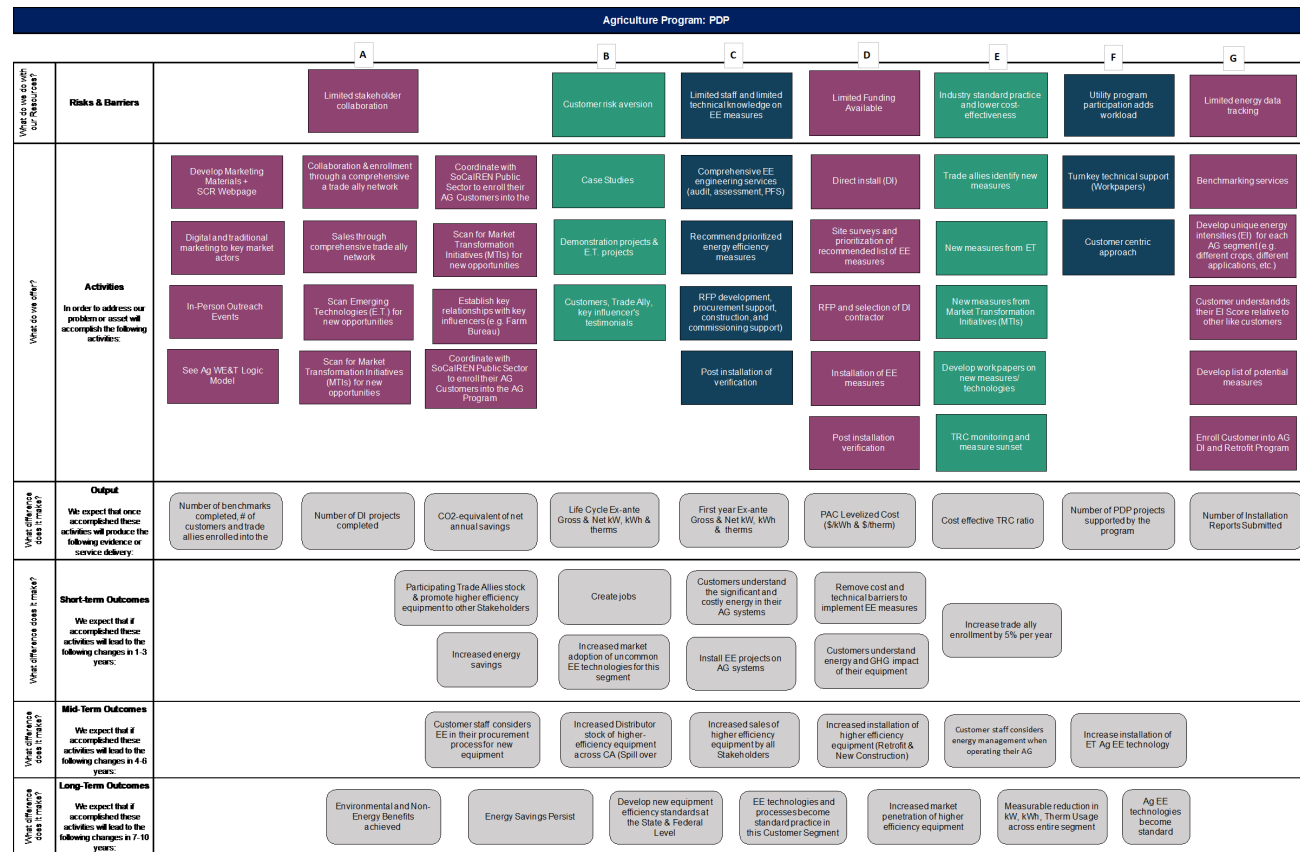 Agriculture Program: PDP
A
B
C
D
E
F
G
What do we do with
our Resources?
Risks & Barriers
Limited stakeholder
collaboration
Customer risk aversion
Limited staff and limited
technical knowledge on
EE measures
Limited Funding
Available
Industry standard practice
and lower cost-
effectiveness
Utility program
participation adds
workload
Limited energy data
tracking
What do we offer?
Activities
In order to address our
problem or asset will
accomplish the following
activities:
Develop Marketing
Materials +
SCR Webpage
Collaboration & enrollment
through a comprehensive
a trade ally network
Coordinate with
SoCalREN Public
Sector to enroll their
AG Customers into the
Case Studies
Comprehensive EE
engineering services
(audit, assessment, PFS)
Direct install (DI)
Trade allies identify new
measures
Turnkey technical support
(Workpapers)
Benchmarking services
Digital and traditional
marketing to key market
actors
Sales through
comprehensive trade ally
network
Scan for Market
Transformation Initiatives
(MTIs) for
new opportunities
Demonstration projects &
E.T. projects
Recommend prioritized
energy efficiency
measures
Site surveys and
prioritization of
recommended list of EE
measures
New measures from ET
Customer centric
approach
Develop unique energy
intensities (EI) for each
AG segment (e.g.
different crops, different
applications, etc.)
In-Person Outreach
Events
Scan Emerging
Technologies (E.T.) for
new opportunities
Establish key
relationships with key
influencers (e.g. Farm
Bureau)
Customers, Trade Ally,
key influencer's
testimonials
RFP development,
procurement support,
construction, and
commissioning support)
RFP and selection of DI
contractor
New measures from
Market Transformation
Initiatives (MTIs)
Customer understandds
their EI Score relative to
other like customers
See Ag WE&T Logic
Model
Scan for Market
Transformation Initiatives
(MTIs) for new
opportunities
Coordinate with
SoCalREN Public Sector
to enroll their AG
Customers into the AG
Program
Post installation of
verification
Installation of EE
measures
Develop workpapers on
new measures/
technologies
Develop list of potential
measures
Post installation
verification
TRC monitoring and
measure sunset
Enroll Customer into AG
DI and Retrofit Program
What difference
does it make?
Output
We expect that once
accomplished these
activities will produce the
following evidence or
service delivery:
Number of benchmarks
completed, # of
customers and trade
allies enrolled into the
Number of DI projects
completed
CO2-equivalent of net
annual savings
Life Cycle Ex-ante
Gross & Net kW, kWh &
therms
First year Ex-ante
Gross & Net kW, kWh
& therms
PAC Levelized Cost
($/kWh & $/therm)
Cost effective TRC ratio
Number of PDP projects
supported by the
program
Number of Installation
Reports Submitted
What difference does it make?
Short-term Outcomes
We expect that if
accomplished these
activities will lead to the
following changes in 1-3
years:
Participating Trade Allies stock
& promote higher efficiency
equipment to other Stakeholders
Create jobs
Customers understand
the significant and
costly energy in their
AG systems
Remove cost and
technical barriers to
implement EE measures
Increase trade ally
enrollment by 5% per year
Increased energy
savings
Increased market
adoption of uncommon
EE technologies for this
segment
Install EE projects on
AG systems
Customers understand
energy and GHG impact
of their equipment
What difference
does it make?
Mid-Term Outcomes
We expect that if
accomplished these
activities will lead to the
following changes in 4-6
years:
Customer staff considers
EE in their procurement
process for new
equipment
Increased Distributor
stock of higher-
efficiency equipment
across CA (Spill over
Increased sales of
higher efficiency
equipment by all
Stakeholders
Increased installation of
higher efficiency
equipment (Retrofit &
New Construction)
Customer staff considers
energy management when
operating their AG
Increase installation of
ET Ag EE technology
What difference
does it make?
Long-Term Outcomes
We expect that if
accomplished these
activities will lead to the
following changes in 7-10
years:
Environmental and Non-
Energy Benefits
achieved
Energy Savings Persist
Develop new equipment
efficiency standards at
the State & Federal
Level
EE technologies and
processes become
standard practice in
this Customer Segment
Increased market
penetration of higher
efficiency equipment
Measurable reduction in
kW, kWh, Therm Usage
across entire segment
Ag EE
technologies
become
standard